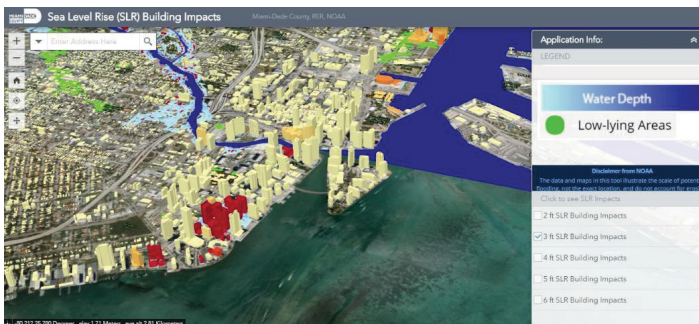 MIAMI-DADE COUNTY
Sea Level Rise (SLR) Building Impacts
Miami-Dade County, RER, NOAA
Enter Address Here
Application Info:
LEGEND
Water Depth
Low-lying Areas
Disclaimer from NOAA
The data and maps in this tool illustrate the scale of potent
flooding, not the exact location, and do not account for erosi
Click to see SLR Impacts
2 ft SLR Building Impacts
3 ft SLR Building Impacts
4 ft SLR Building Impacts
5 ft SLR Building Impacts
6 ft SLR Building Impacts